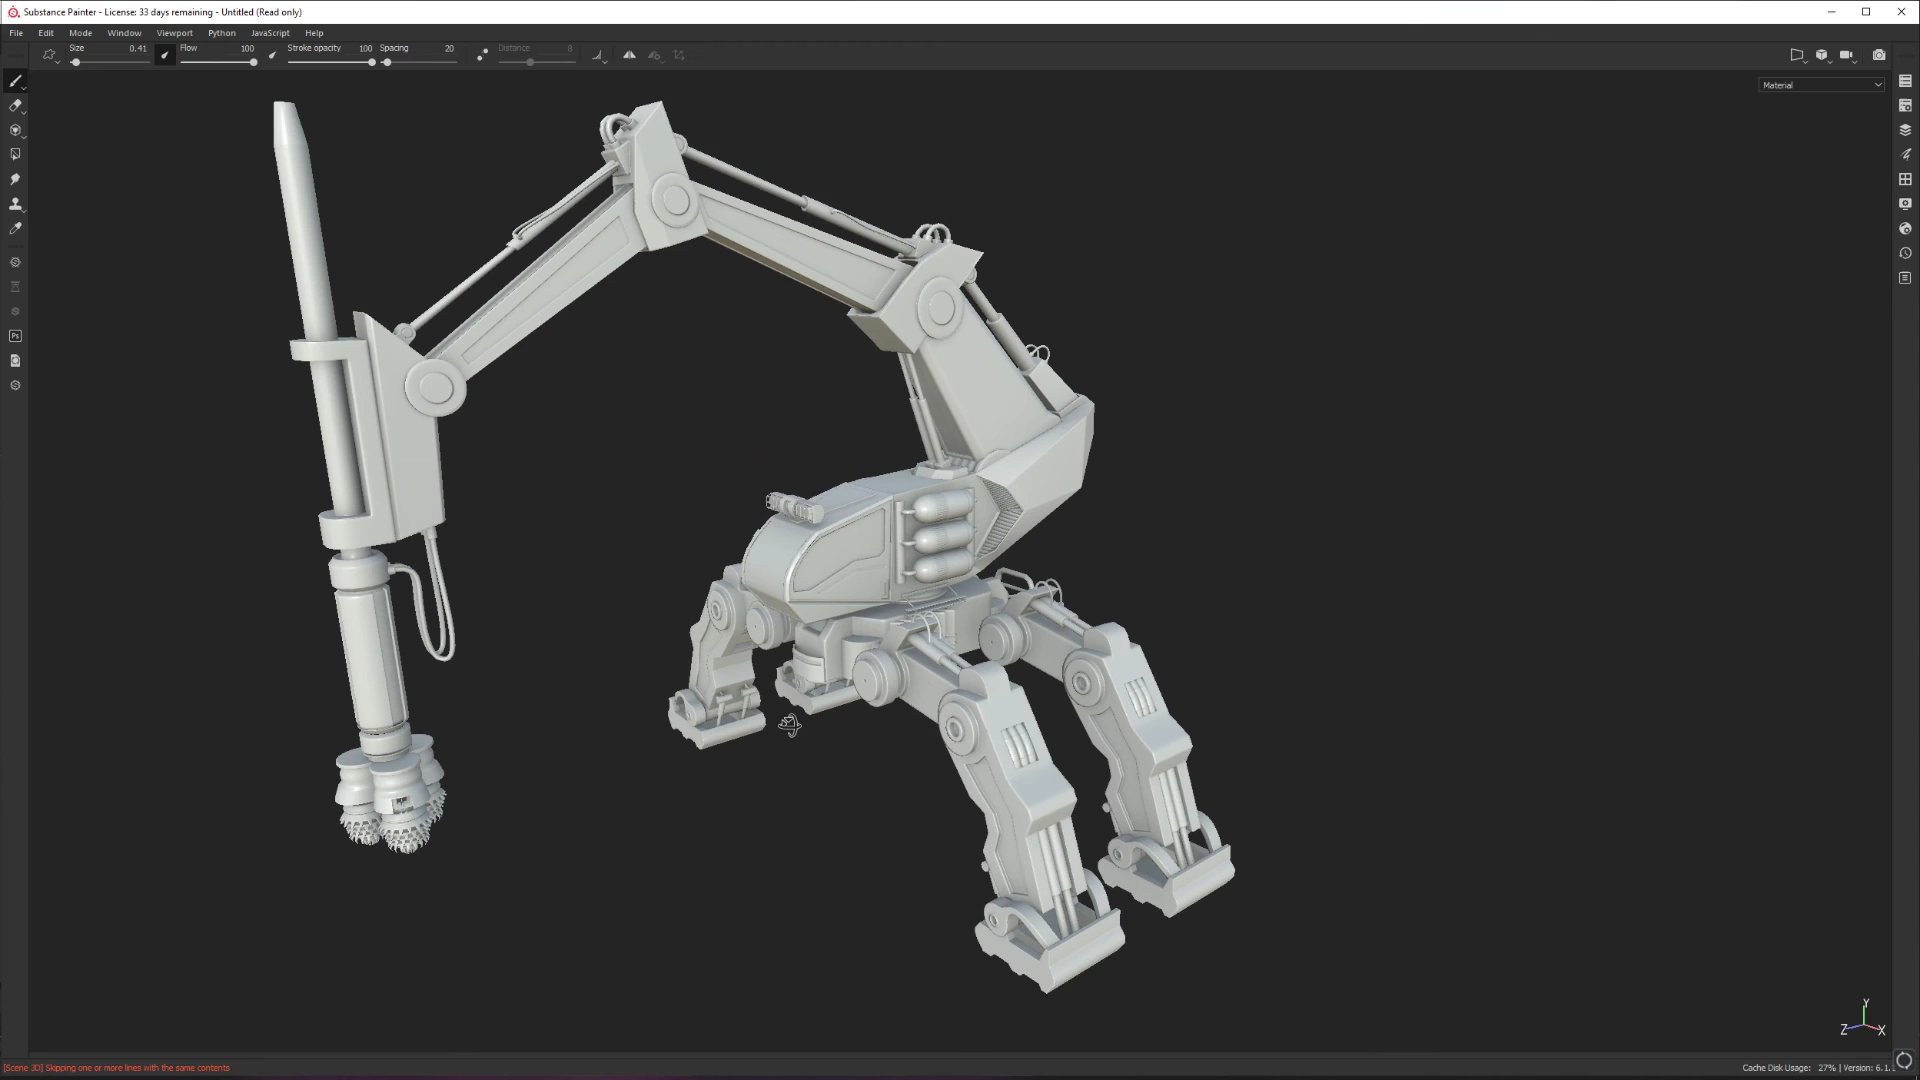 Substance Painter - License: 33 days remaining - Untitled (Read only)
File Edit Mode Window Viewport Python JavaScript Help
Size 0.41 Flow 100 Stroke opacity 100 Spacing 20 Distance 8
Material
Ps
Y
Z X
[Scene 3D] Skipping one or more lines with the same contents
Cache Disk Usage: 27% | Version: 6.1.